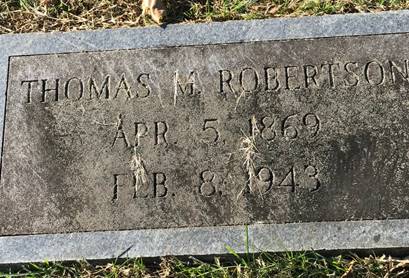 THOMAS M. ROBERTSON
APR. 5, 1869
FEB. 8, 1943